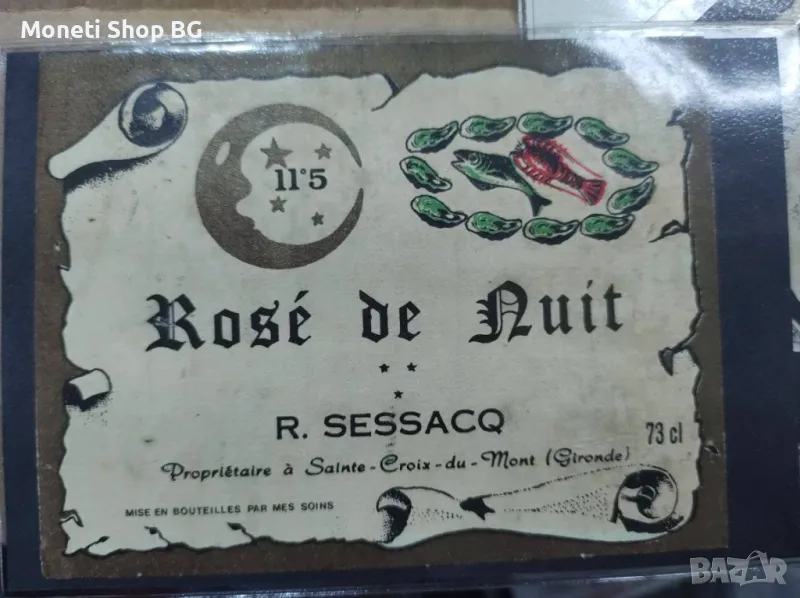 Moneti Shop BG
11°5
Rosé de Nuit
R. SESSACQ
73 cl
Propriétaire à Sainte-Croix-du-Mont (Gironde)
MISE EN BOUTEILLES PAR MES SOINS
BAZAR